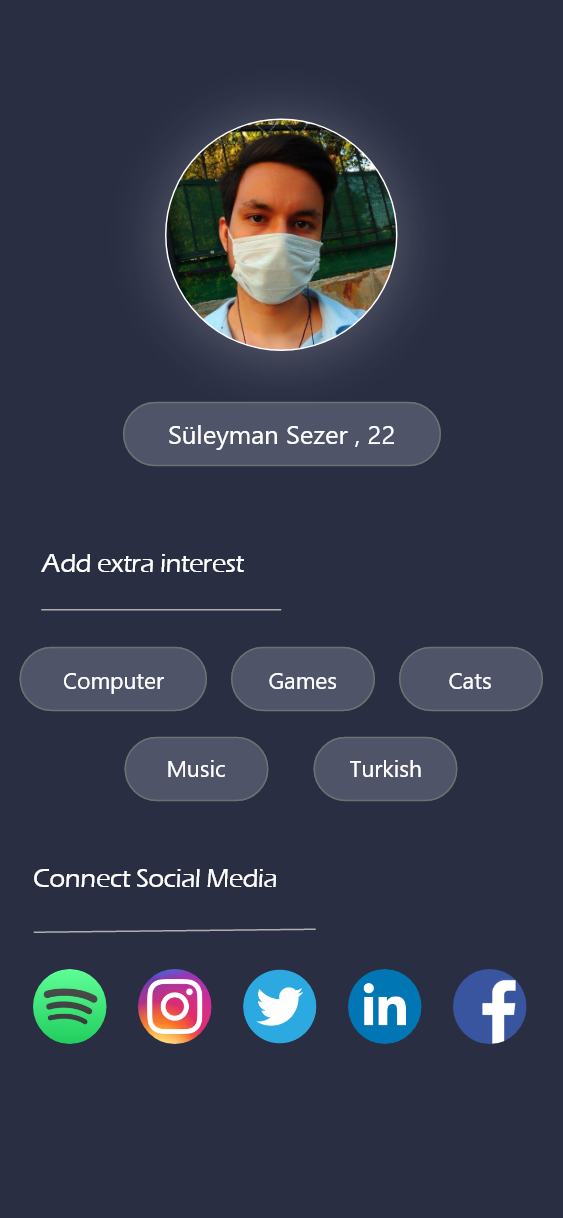 Süleyman Sezer , 22
Add extra interest
Computer Games Cats
Music Turkish
Connect Social Media
in f